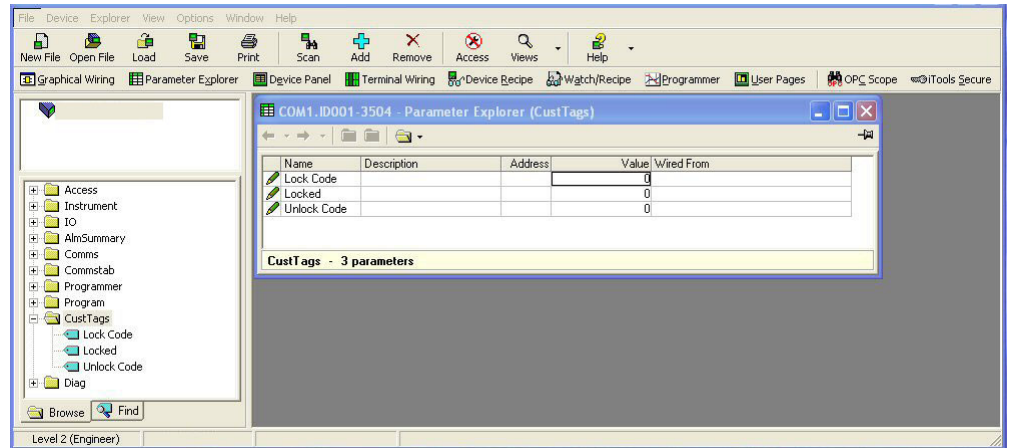 File Device Explorer View Options Window Help
New File Open File Load Save Print Scan Add Remove Access Views Help
Graphical Wiring Parameter Explorer Device Panel Terminal Wiring Device Recipe Watch/Recipe Programmer User Pages OPC Scope iTools Secure
COM1.ID001-3504 - Parameter Explorer (CustTags)
Name Description Address Value Wired From
Lock Code 0
Locked 0
Unlock Code 0
CustTags - 3 parameters
Access
Instrument
IO
AlmSummary
Comms
Commstab
Programmer
Program
CustTags
Lock Code
Locked
Unlock Code
Diag
Browse Find
Level 2 (Engineer)